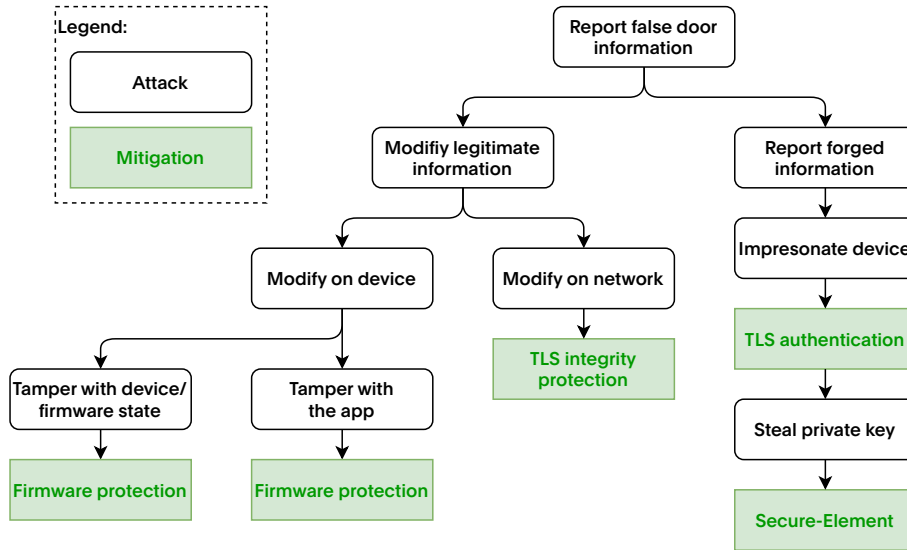 Legend:
Attack
Mitigation
Report false door
information
Modifiy legitimate
information
Report forged
information
Modify on device
Modify on network
Impresonate device
TLS integrity
protection
TLS authentication
Tamper with device/
firmware state
Tamper with
the app
Steal private key
Firmware protection
Firmware protection
Secure-Element